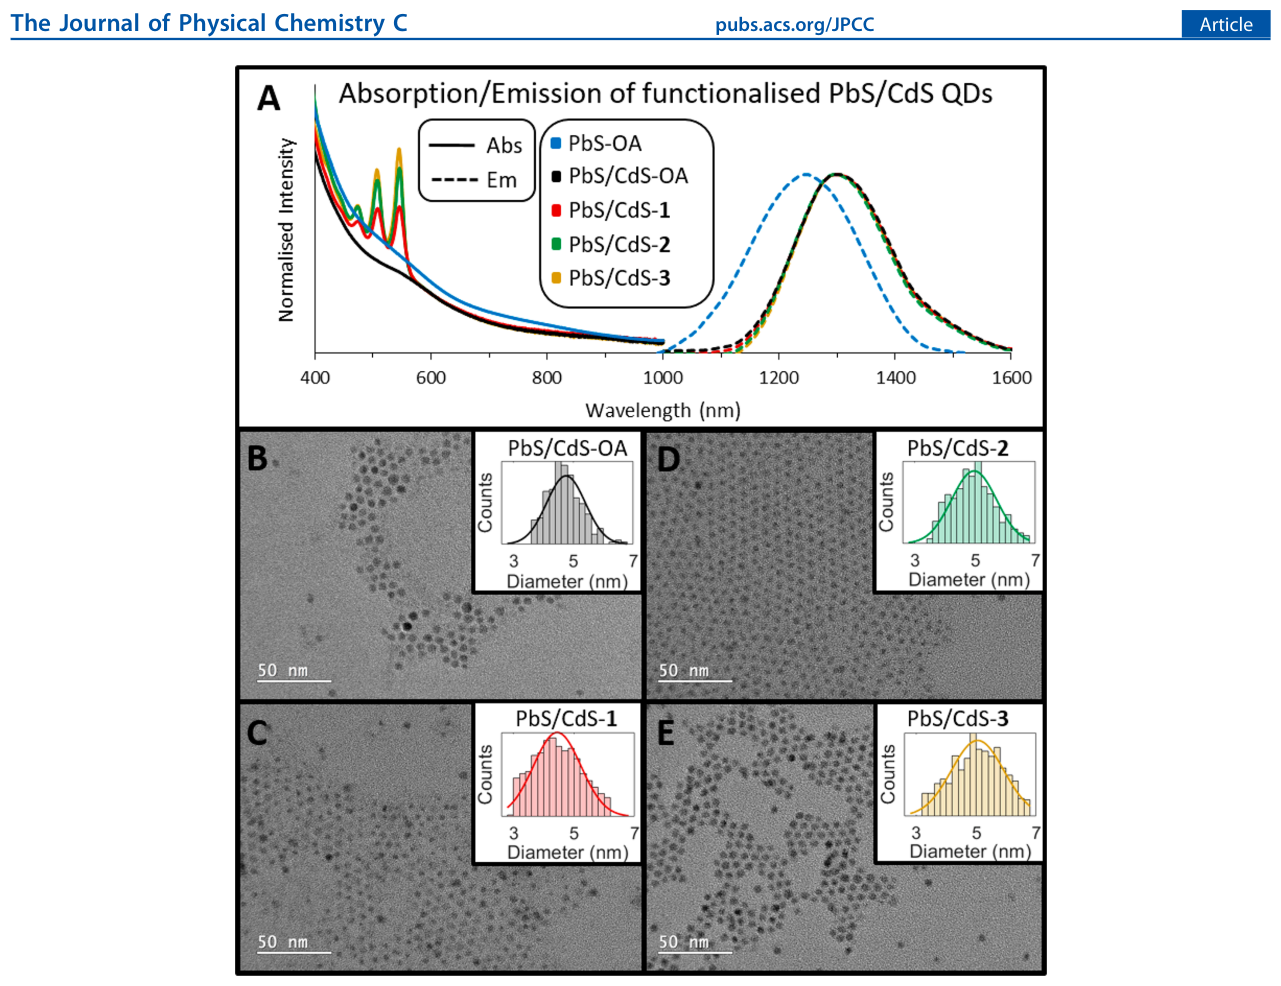 The Journal of Physical Chemistry C
pubs.acs.org/JPCC
Article
A
Absorption/Emission of functionalised PbS/CdS QDs
Abs
Em
PbS-OA
PbS/CdS-OA
PbS/CdS-1
PbS/CdS-2
PbS/CdS-3
Normalised Intensity
400 600 800 1000 1200 1400 1600
Wavelength (nm)
B
PbS/CdS-OA
Counts
3 5 7
Diameter (nm)
50 nm
D
PbS/CdS-2
Counts
3 5 7
Diameter (nm)
50 nm
C
PbS/CdS-1
Counts
3 5 7
Diameter (nm)
50 nm
E
PbS/CdS-3
Counts
3 5 7
Diameter (nm)
50 nm